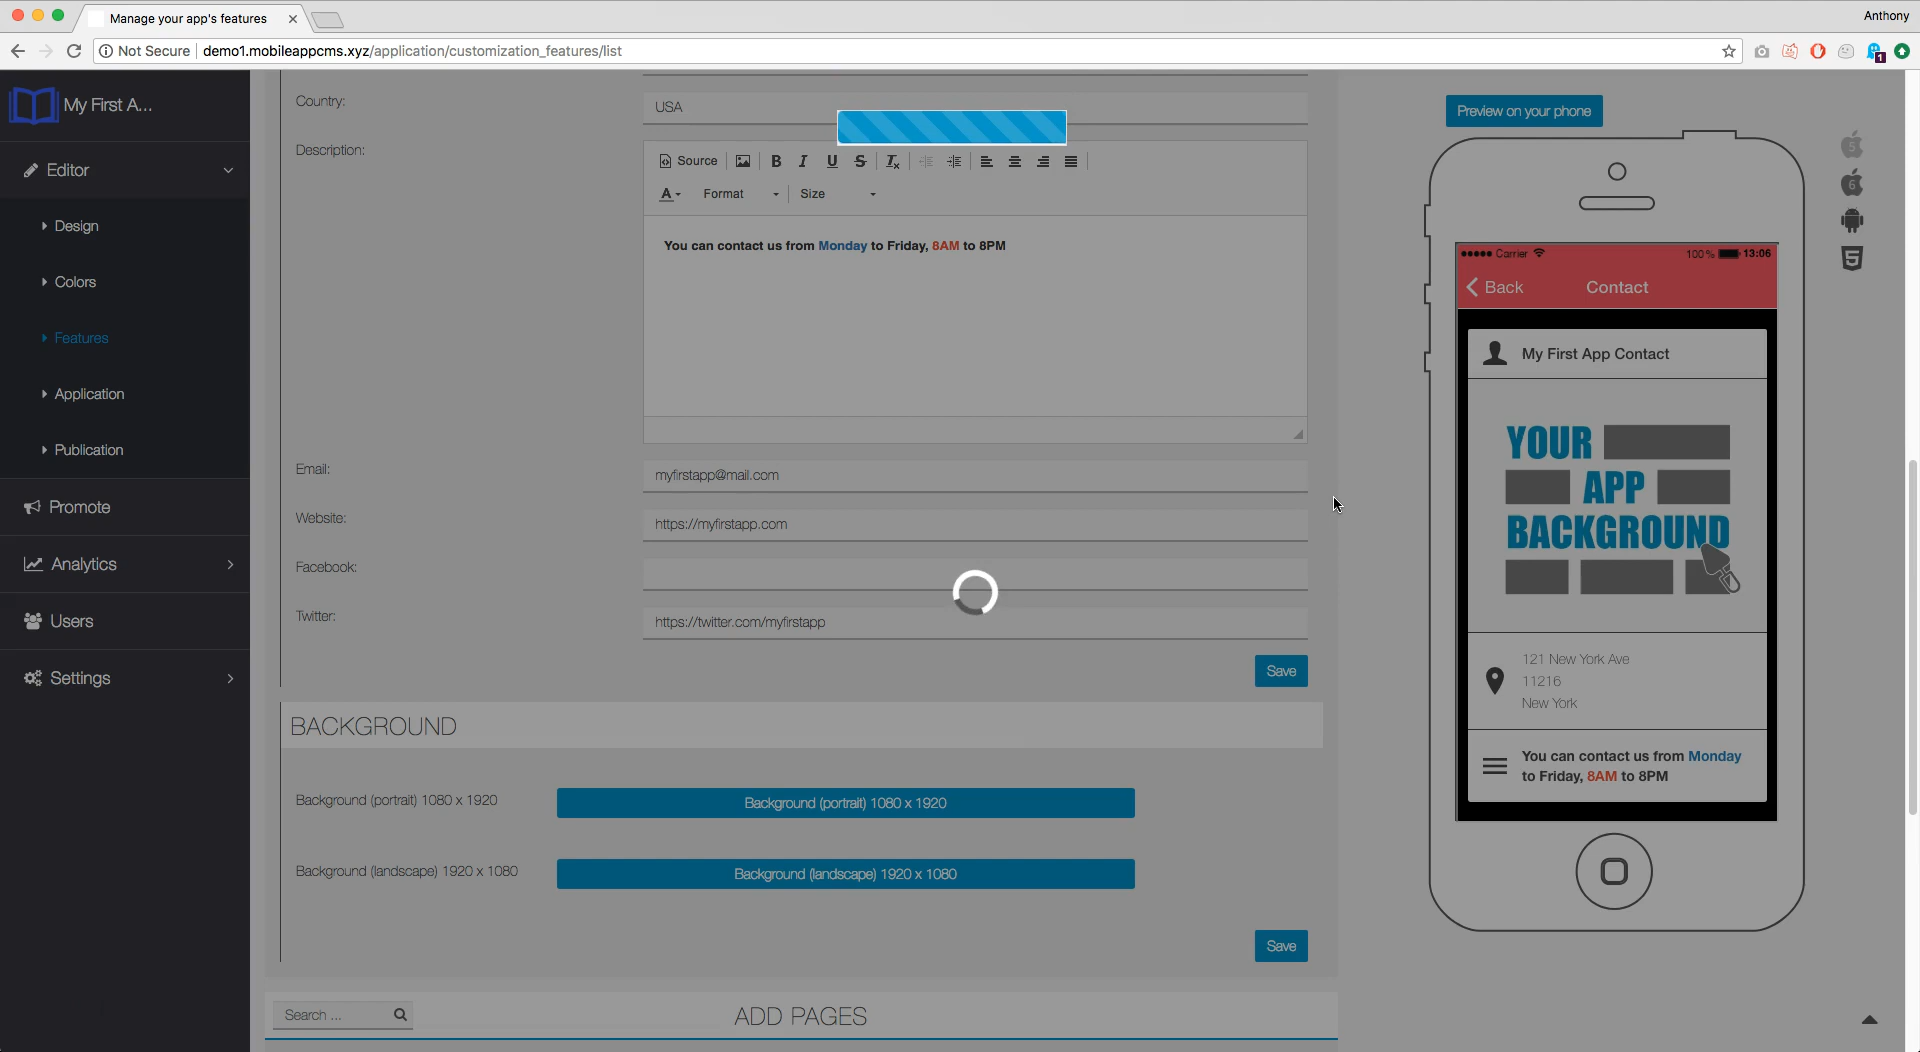 Manage your app's features
Anthony
Not Secure
demo1.mobileappcms.xyz/application/customization_features/list
1
My First A...
Editor
Design
Colors
Features
Application
Publication
Promote
Analytics
Users
Settings
Country:
USA
Description:
Source
B I U S Tx
A Format Size
You can contact us from Monday to Friday, 8AM to 8PM
Email:
myfirstapp@mail.com
Website:
https://myfirstapp.com
Facebook:
Twitter:
https://twitter.com/myfirstapp
Save
BACKGROUND
Background (portrait) 1080 x 1920
Background (portrait) 1080 x 1920
Background (landscape) 1920 x 1080
Background (landscape) 1920 x 1080
Save
Search ...
ADD PAGES
Preview on your phone
5
6
5
Carrier
100%
13:06
Back
Contact
My First App Contact
YOUR
APP
BACKGROUND
121 New York Ave
11216
New York
You can contact us from Monday
to Friday, 8AM to 8PM